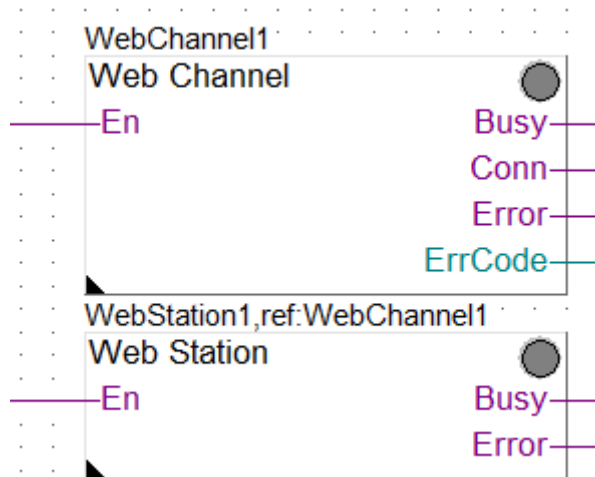 WebChannel1
Web Channel
En Busy
Conn
Error
ErrCode
WebStation1,ref:WebChannel1
Web Station
En Busy
Error